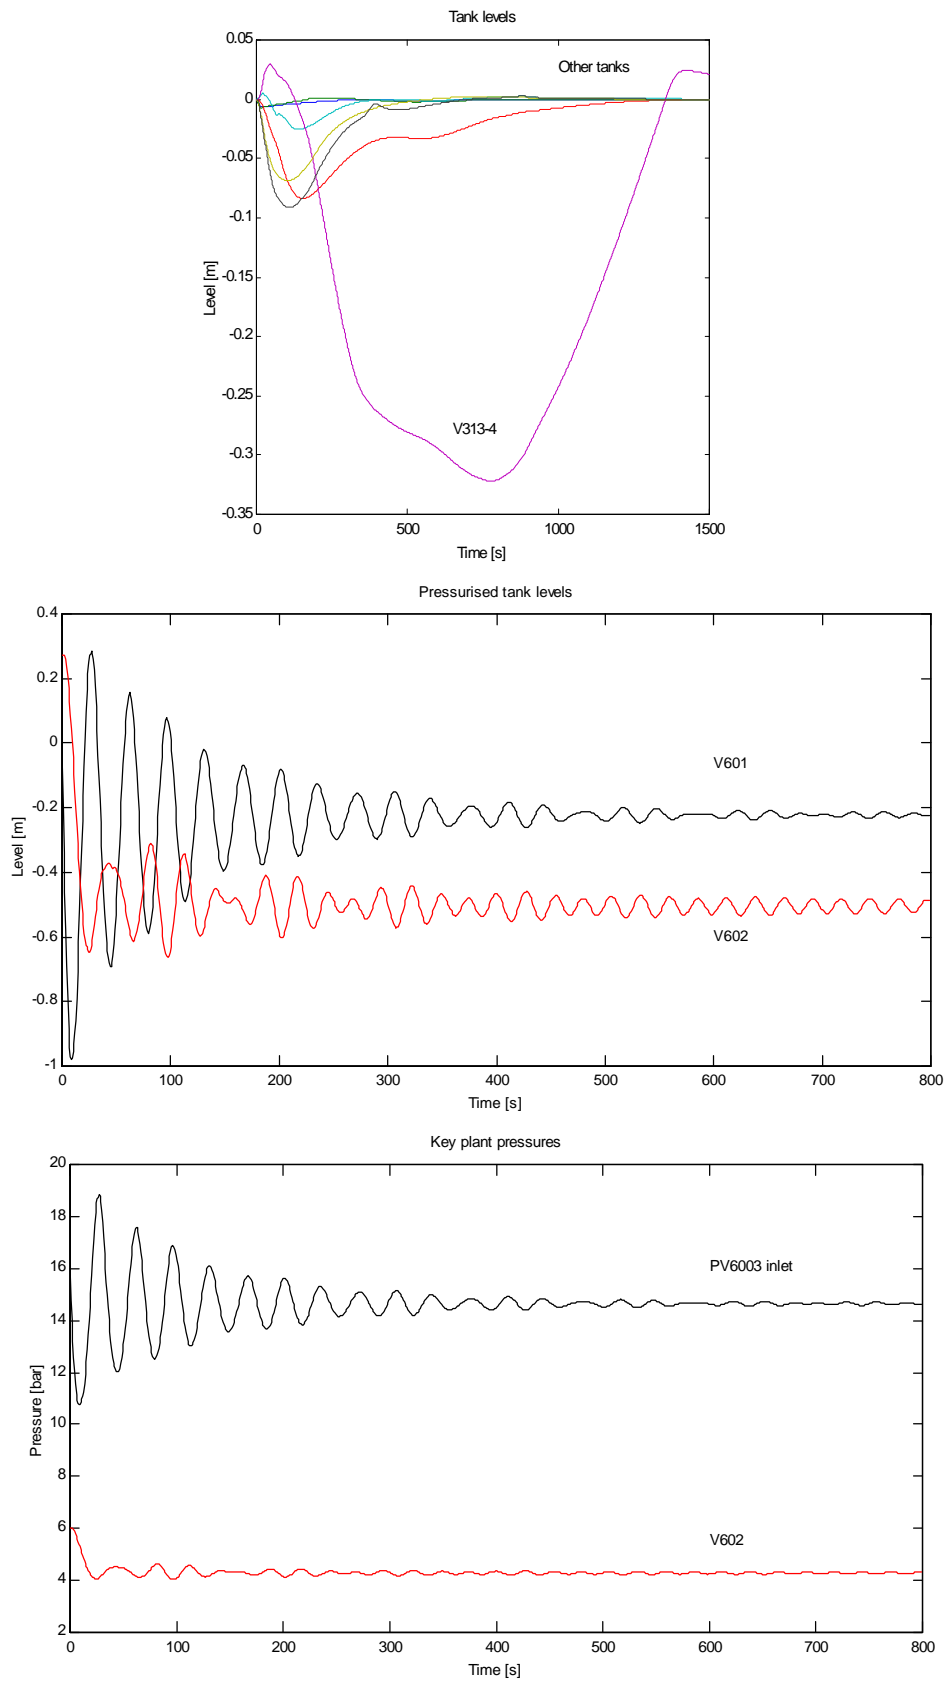 Tank levels
0.05
0
-0.05
-0.1
-0.15
-0.2
-0.25
-0.3
-0.35
Level [m]
Other tanks
V313-4
0 500 1000 1500
Time [s]
Pressurised tank levels
0.4
0.2
0
-0.2
-0.4
-0.6
-0.8
-1
Level [m]
V601
V602
0 100 200 300 400 500 600 700 800
Time [s]
Key plant pressures
20
18
16
14
12
10
8
6
4
2
Pressure [bar]
PV6003 inlet
V602
0 100 200 300 400 500 600 700 800
Time [s]